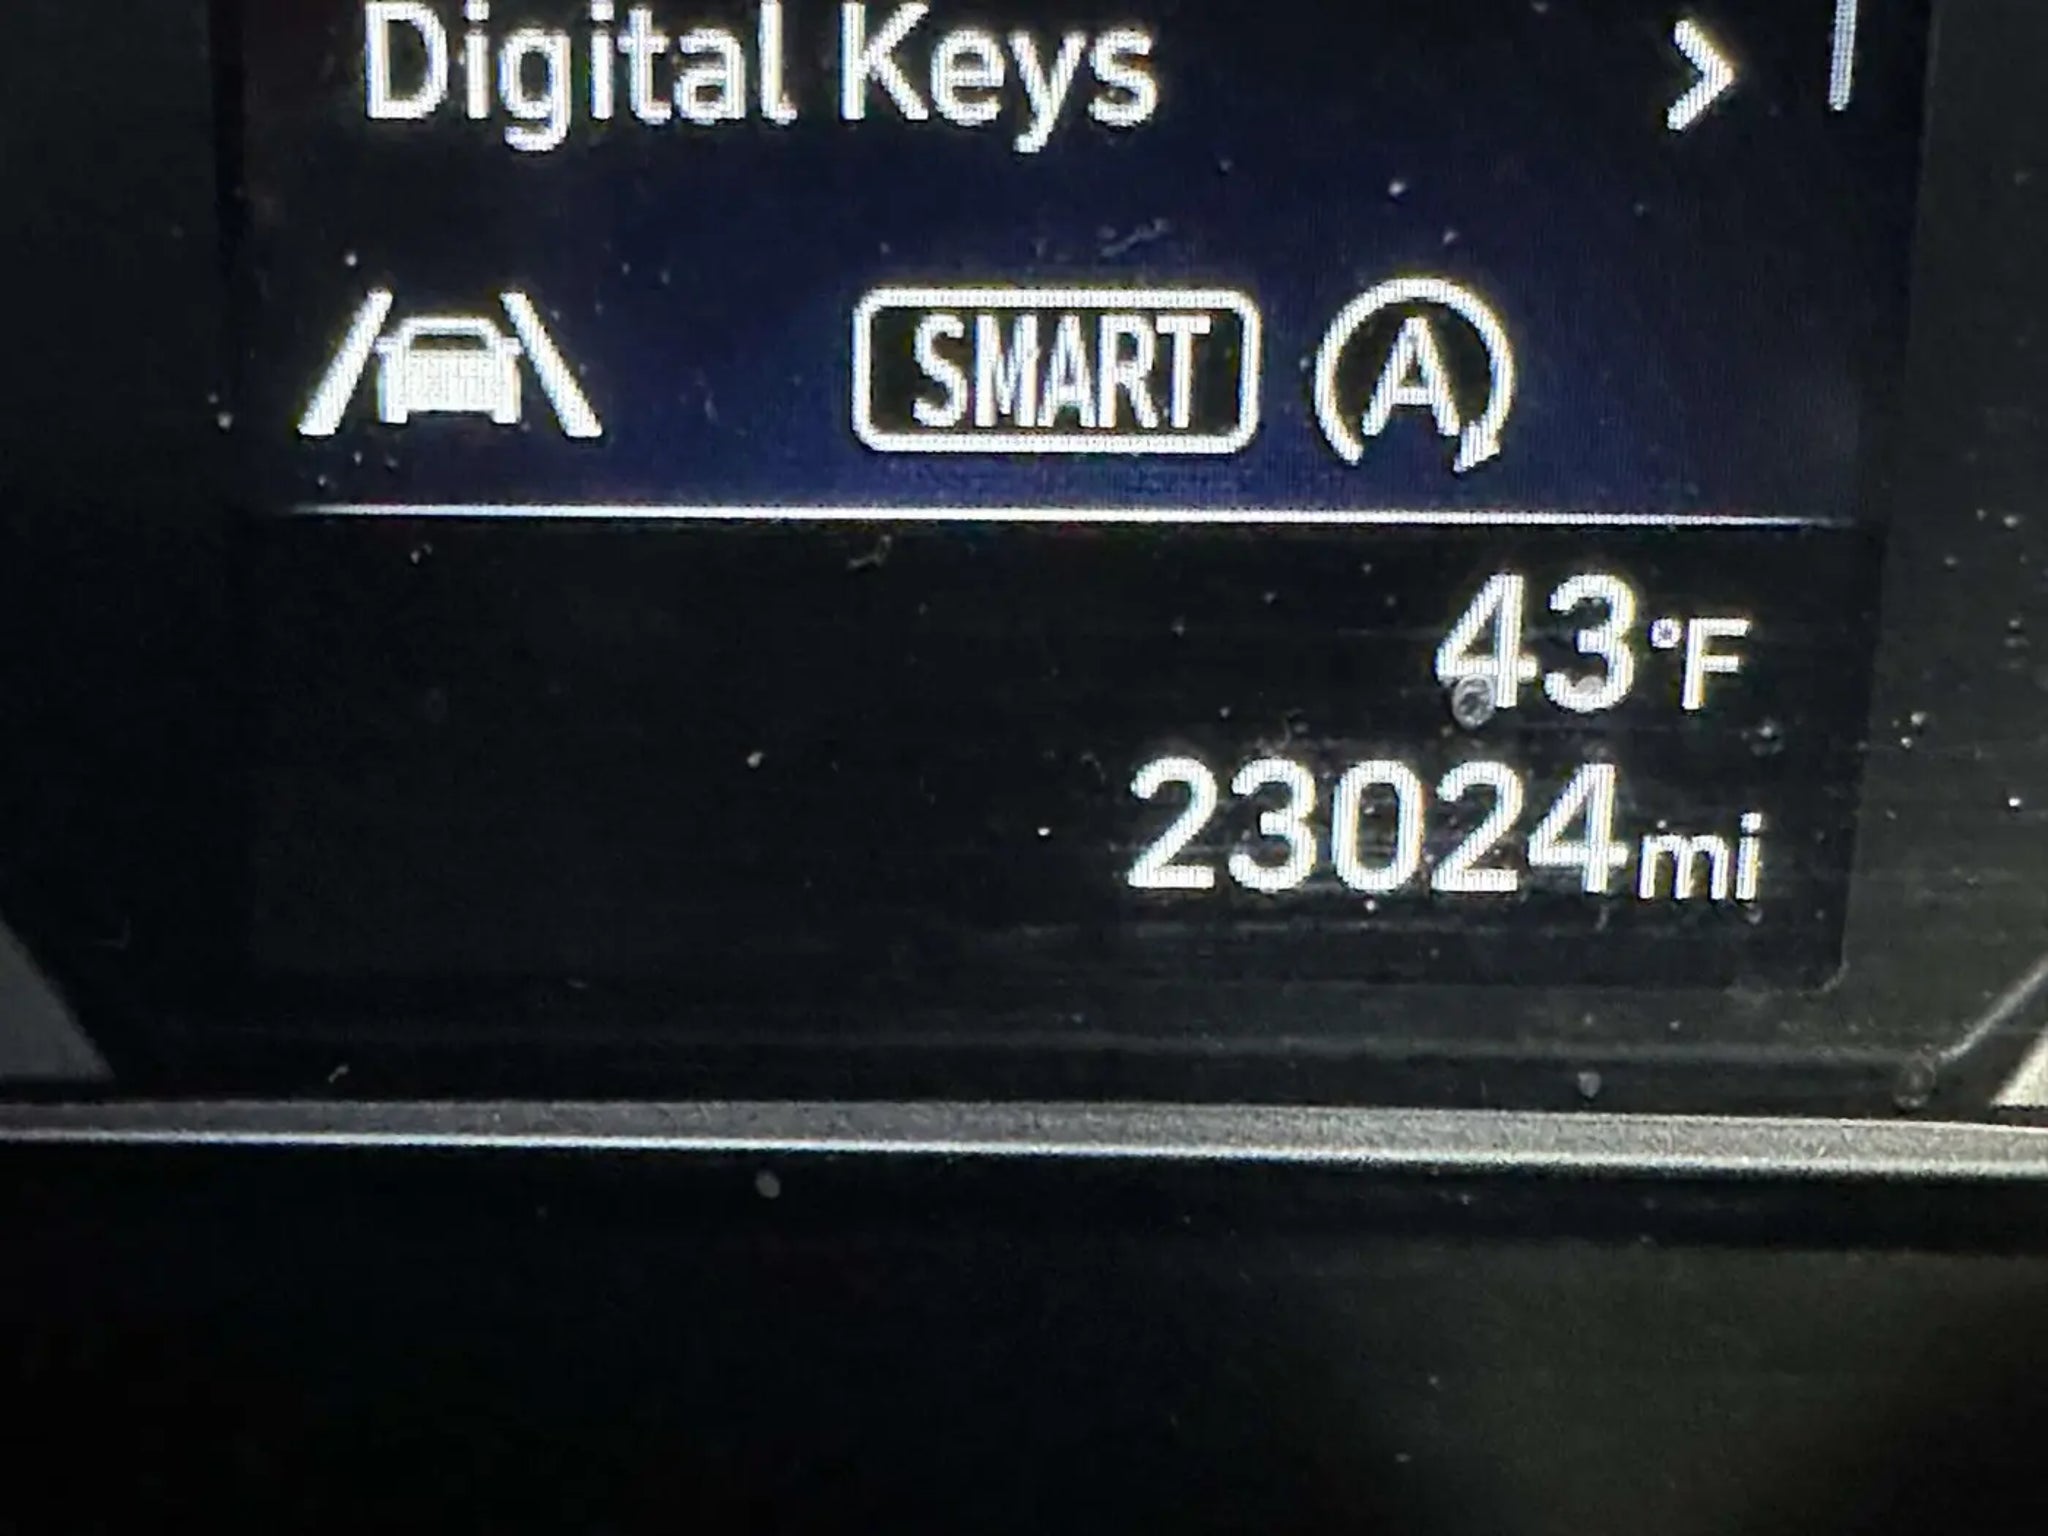 Digital Keys
SMART A
43°F
23024mi